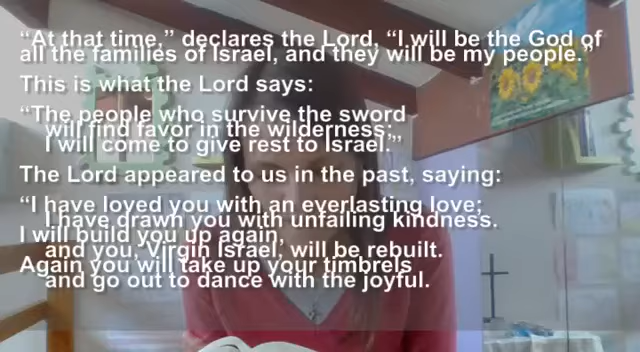 “At that time,” declares the Lord, “I will be the God of
all the families of Israel, and they will be my people.”
This is what the Lord says:
“The people who survive the sword
will find favor in the wilderness;
I will come to give rest to Israel.”
The Lord appeared to us in the past, saying:
“I have loved you with an everlasting love;
I have drawn you with unfailing kindness.
I will build you up again,
and you, Virgin Israel, will be rebuilt.
Again you will take up your timbrels
and go out to dance with the joyful.